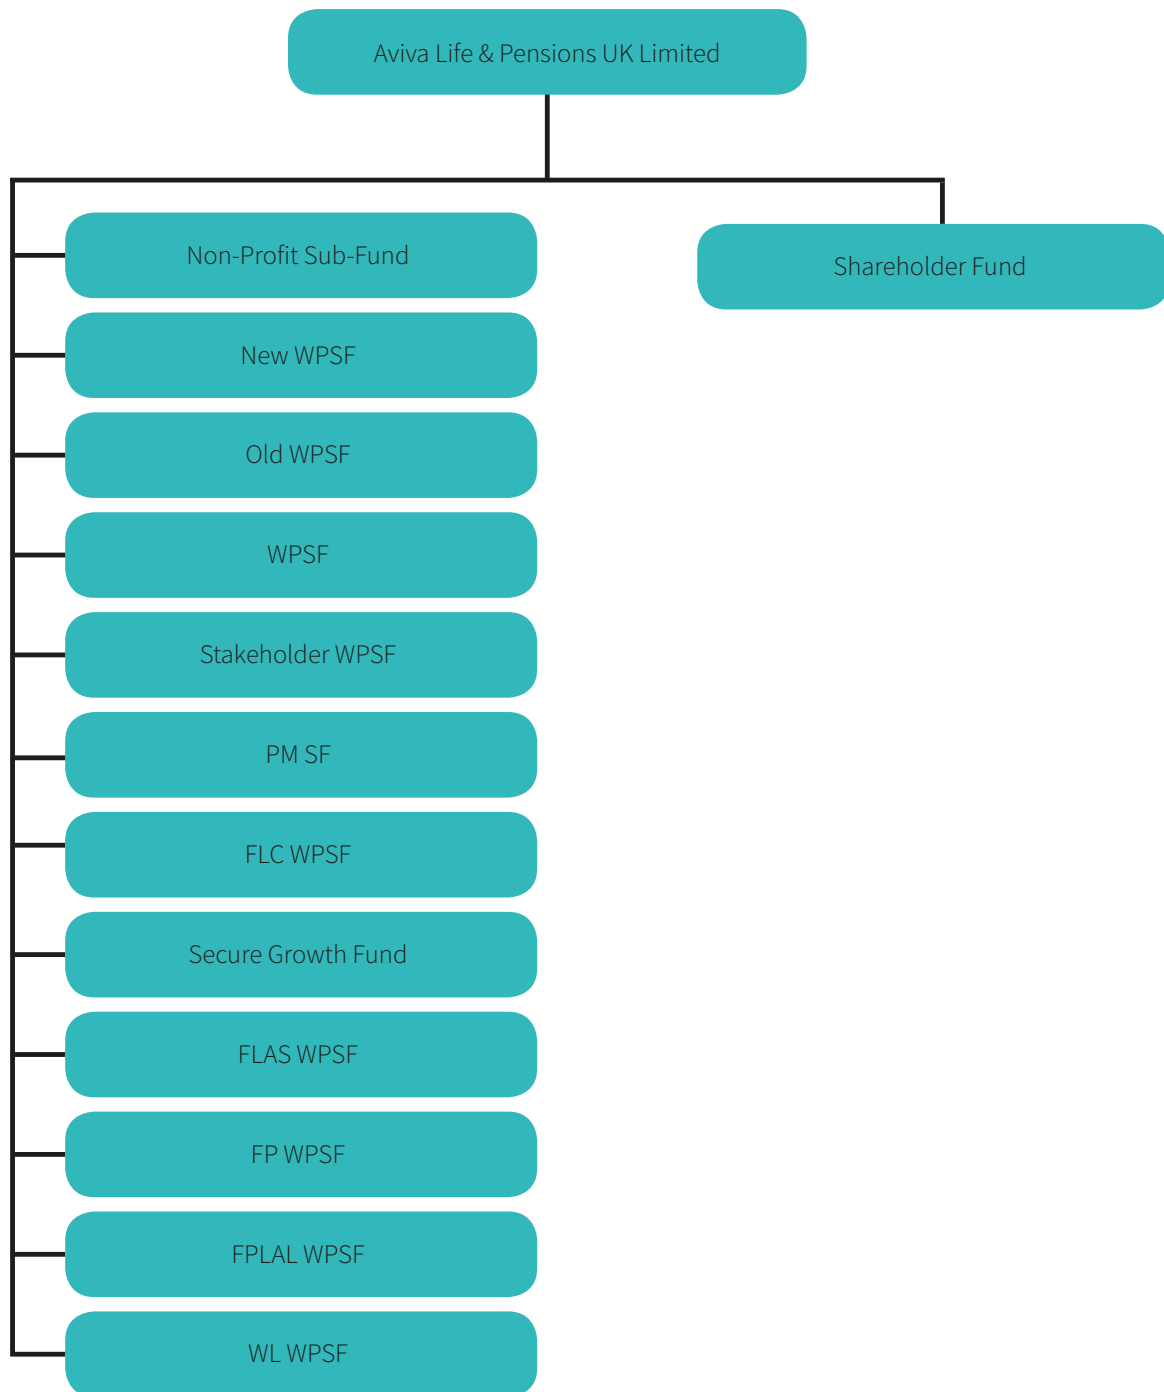 Aviva Life & Pensions UK Limited
Non-Profit Sub-Fund
Shareholder Fund
New WPSF
Old WPSF
WPSF
Stakeholder WPSF
PM SF
FLC WPSF
Secure Growth Fund
FLAS WPSF
FP WPSF
FPLAL WPSF
WL WPSF